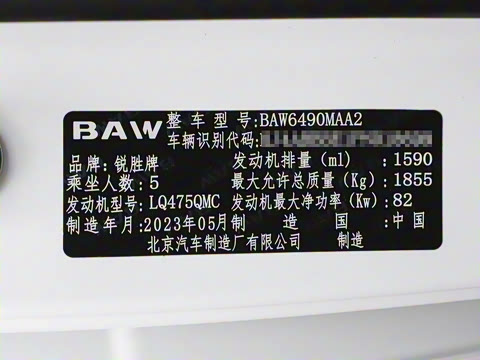 BAW 整车型号:BAW6490MAA2
车辆识别代码:
品牌:锐胜牌 发动机排量(ml):1590
乘坐人数:5 最大允许总质量(Kg):1855
发动机型号:LQ475QMC 发动机最大净功率(Kw):82
制造年月:2023年05月 制造国:中国
北京汽车制造厂有限公司 制造